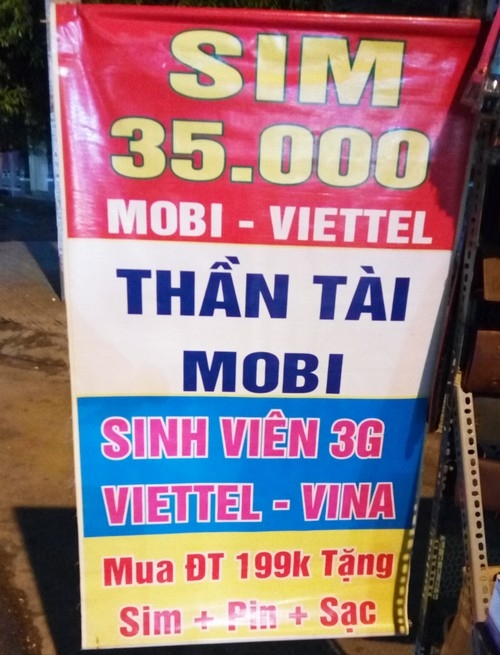 SIM
35.000
MOBI - VIETTEL
THẦN TÀI
MOBI
SINH VIÊN 3G
VIETTEL - VINA
Mua ĐT 199k Tặng
Sim + Pin + Sạc